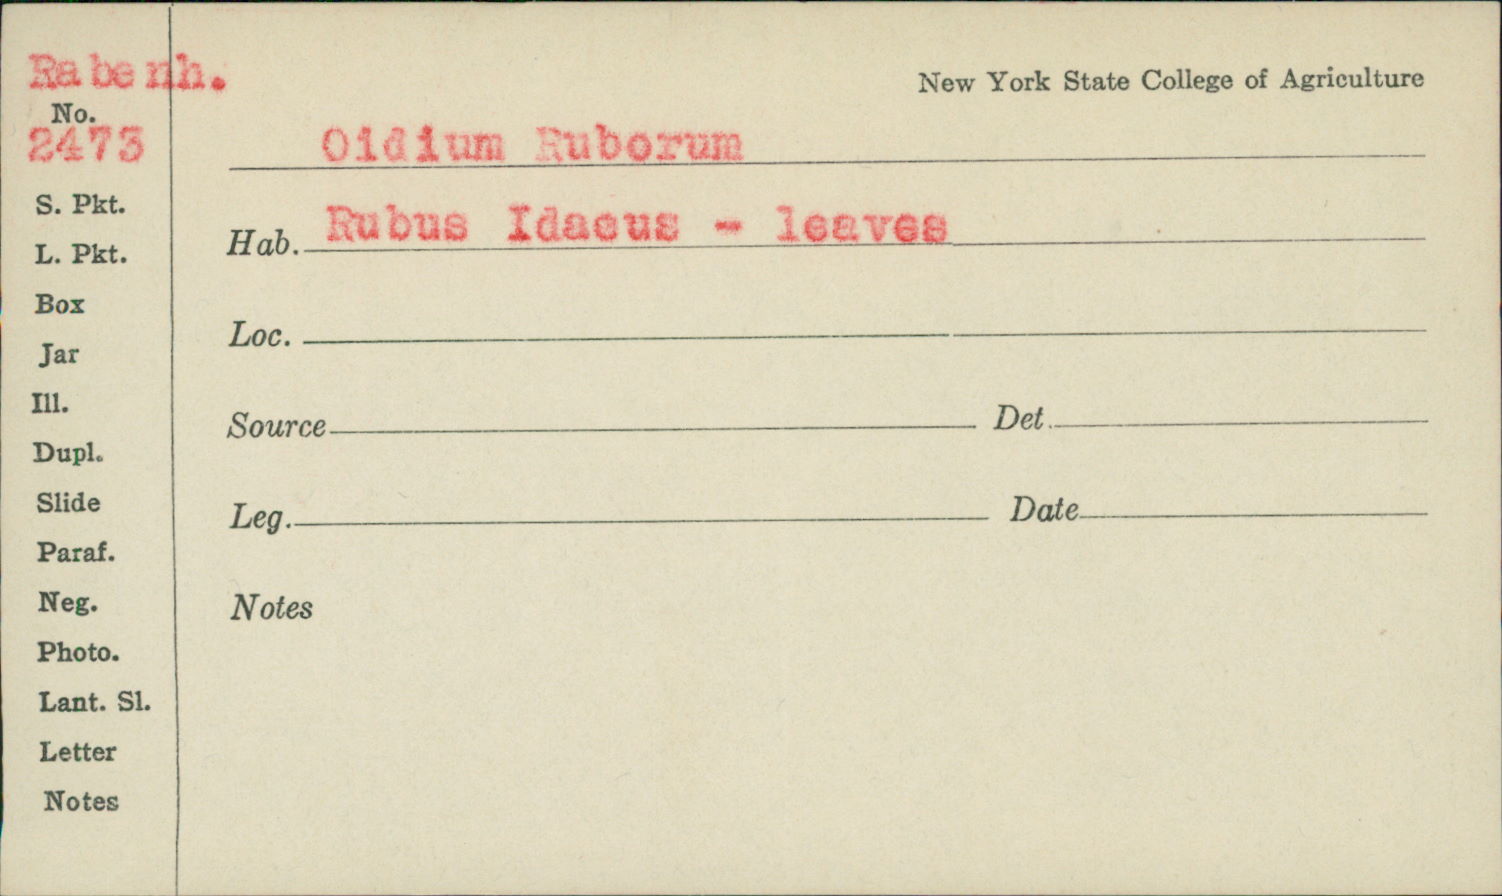 Rabenh.
New York State College of Agriculture
No.
2473
Oidium Ruborum
Hab. Rubus Idaeus - leaves
S. Pkt.
L. Pkt.
Box
Loc.
Jar
Ill.
Source Det.
Dupl.
Slide
Leg. Date
Paraf.
Neg.
Notes
Photo.
Lant. Sl.
Letter
Notes